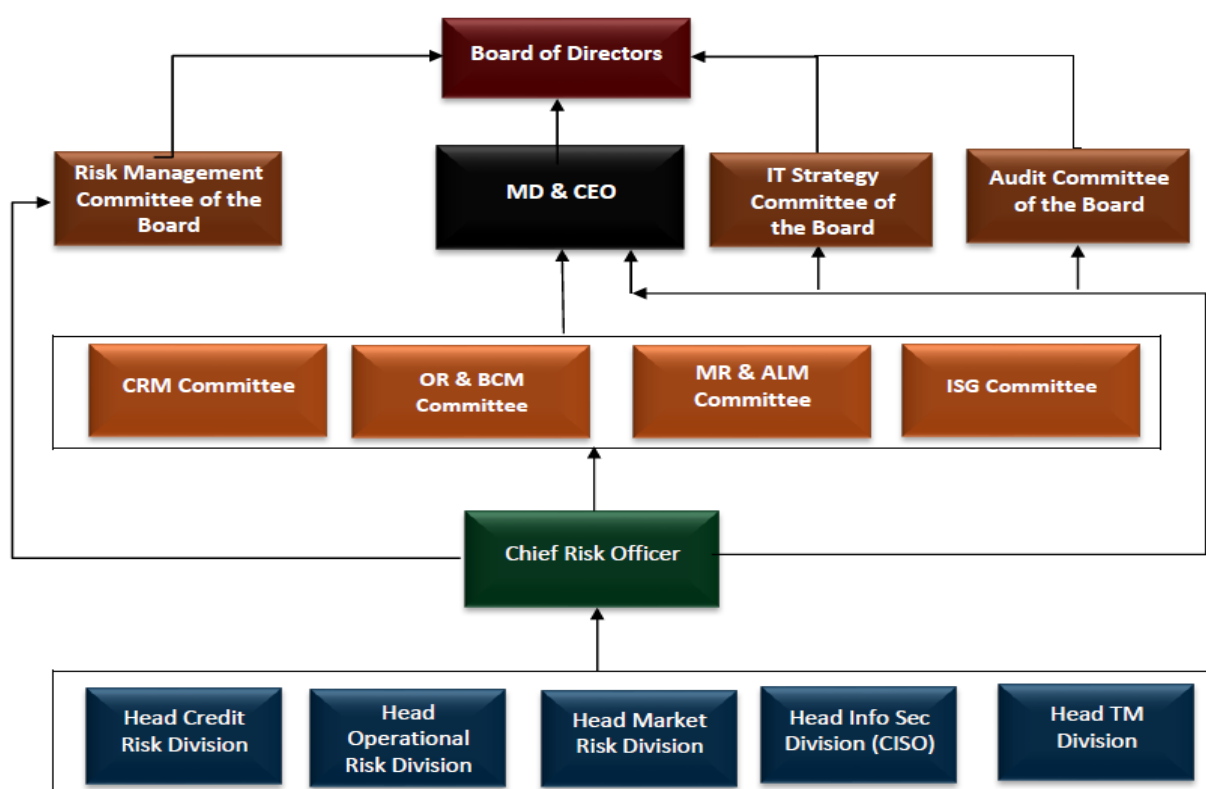 Board of Directors
Risk Management
Committee of the
Board
MD & CEO
IT Strategy
Committee of
the Board
Audit Committee
of the Board
CRM Committee
OR & BCM
Committee
MR & ALM
Committee
ISG Committee
Chief Risk Officer
Head Credit
Risk Division
Head
Operational
Risk Division
Head Market
Risk Division
Head Info Sec
Division (CISO)
Head TM
Division